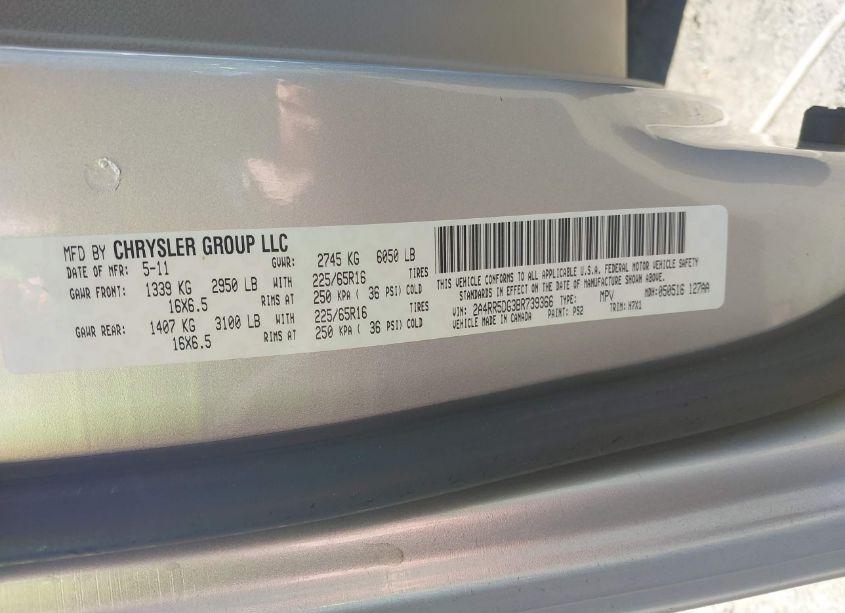 MFD BY CHRYSLER GROUP LLC
DATE OF MFR: 5-11 GVWR: 2745 KG 6050 LB
GAWR FRONT: 1339 KG 2950 LB WITH 225/65R16 TIRES
16X6.5 RIMS AT 250 KPA ( 36 PSI) COLD
GAWR REAR: 1407 KG 3100 LB WITH 225/65R16 TIRES
16X6.5 RIMS AT 250 KPA ( 36 PSI) COLD
THIS VEHICLE CONFORMS TO ALL APPLICABLE U.S.A. FEDERAL MOTOR VEHICLE SAFETY
STANDARDS IN EFFECT ON THE DATE OF MANUFACTURE SHOWN ABOVE.
VIN: 2A4RR5DG3BR739366 TYPE: MPV MDH: 050516 127AA
VEHICLE MADE IN CANADA PAINT: PS2 TRIM: H7X1